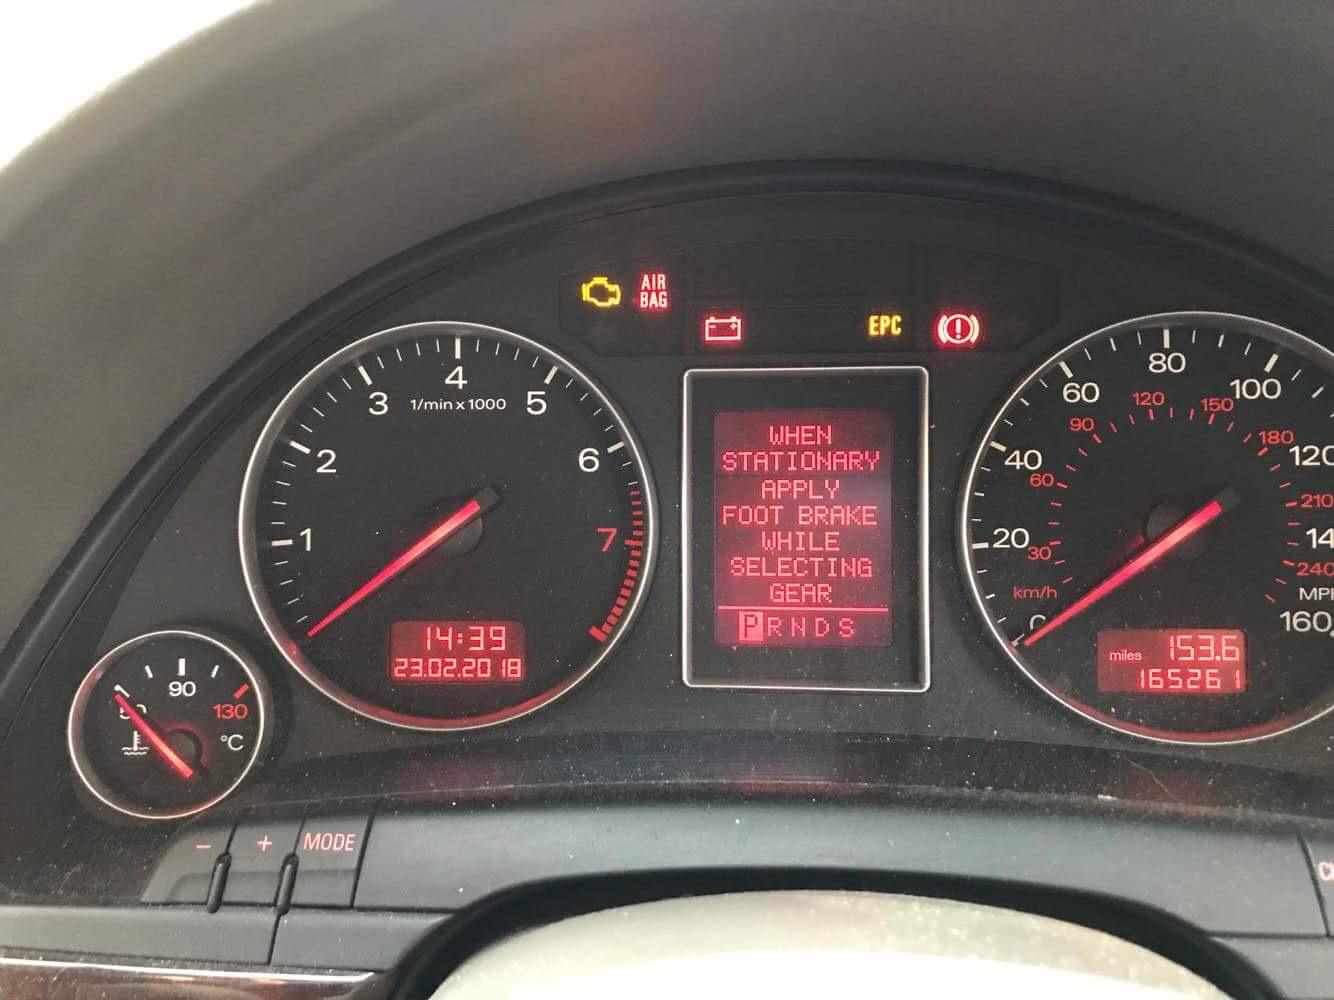 AIR
BAG
EPC
1
2
3
4
5
6
7
1/min x 1000
14:39
23.02.2018
WHEN
STATIONARY
APPLY
FOOT BRAKE
WHILE
SELECTING
GEAR
P R N D S
20
40
60
80
100
30
60
90
120
150
180
210
240
km/h
MPH
160
miles
153.6
165261
50
90
130
°C
- + MODE